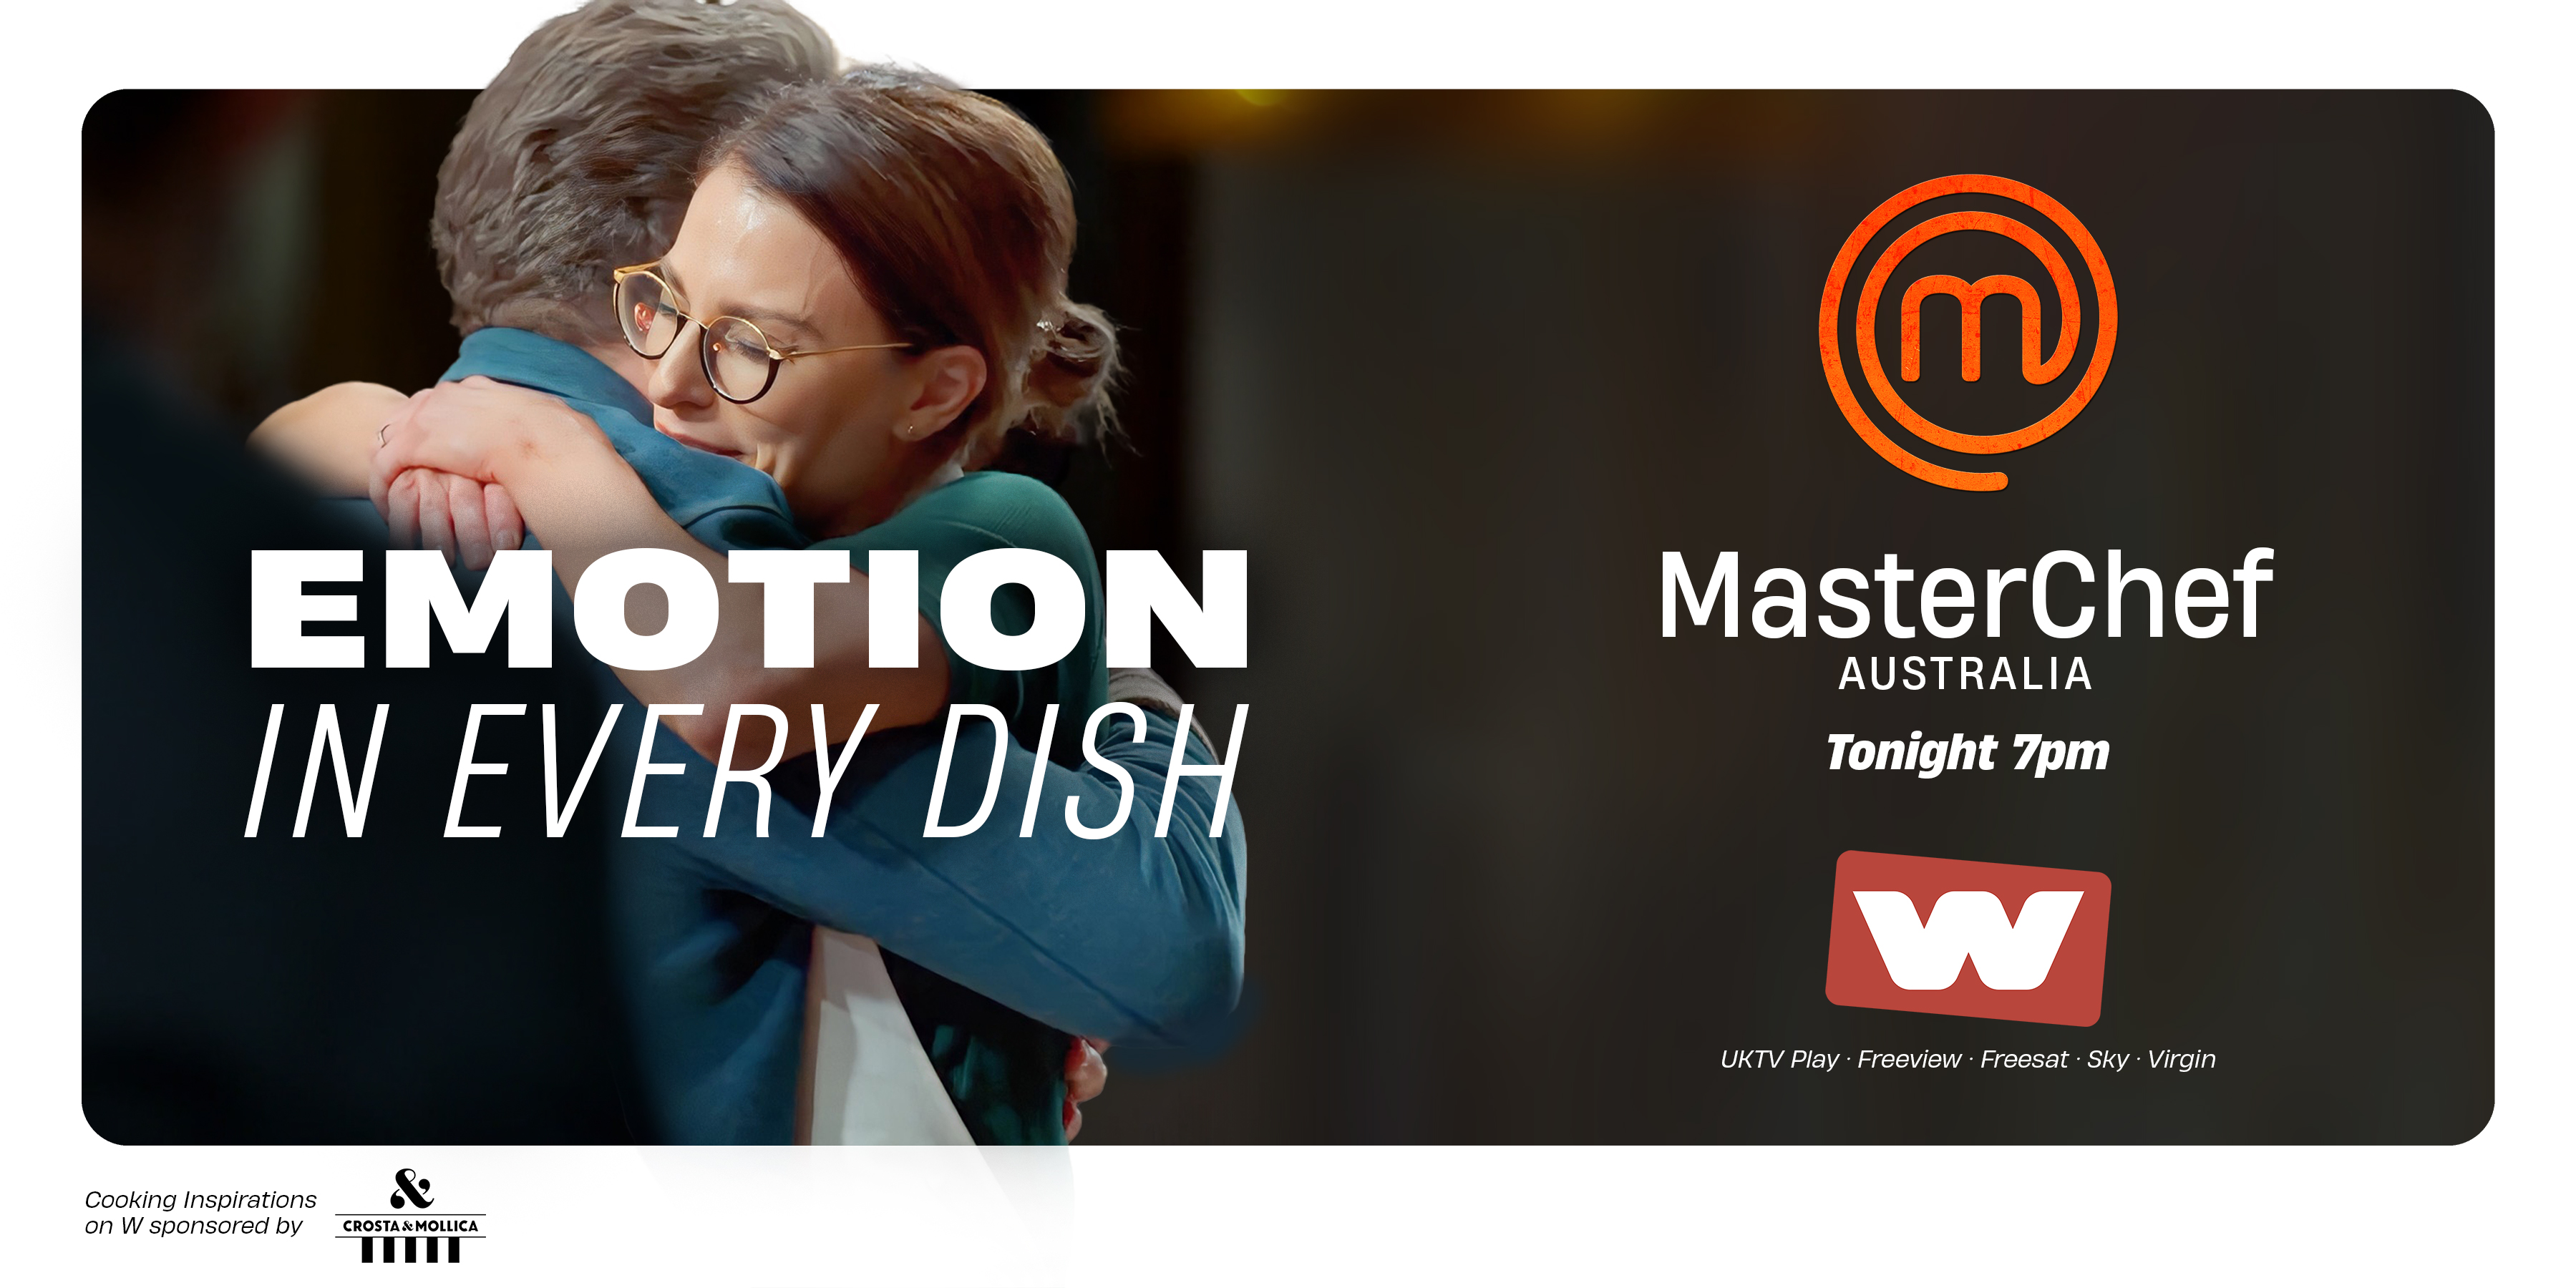 EMOTION
IN EVERY DISH
m
MasterChef
AUSTRALIA
Tonight 7pm
W
UKTV Play · Freeview · Freesat · Sky · Virgin
Cooking Inspirations
on W sponsored by
&
CROSTA & MOLLICA